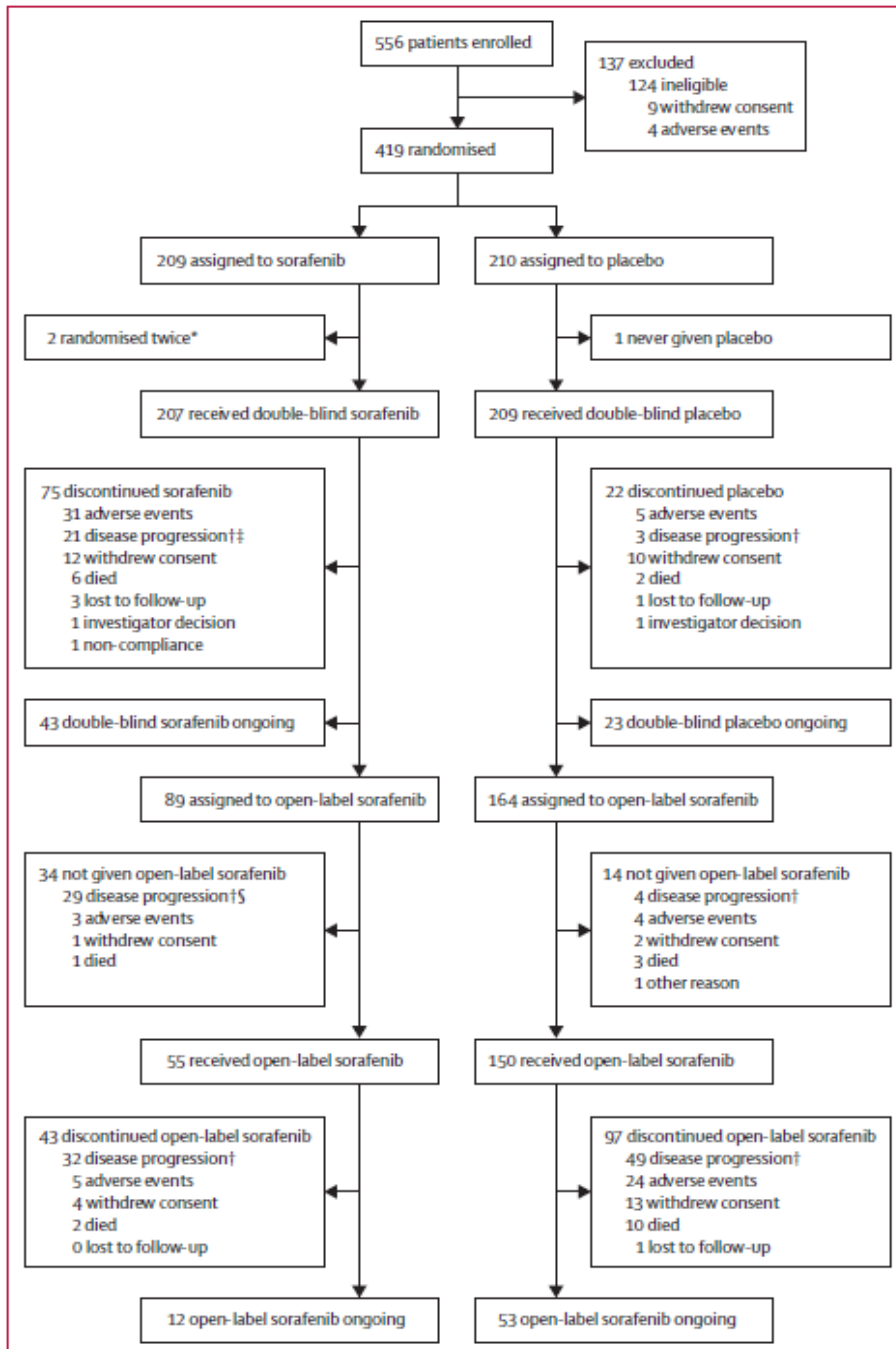 556 patients enrolled
137 excluded
124 ineligible
9 withdrew consent
4 adverse events
419 randomised
209 assigned to sorafenib
210 assigned to placebo
2 randomised twice*
1 never given placebo
207 received double-blind sorafenib
209 received double-blind placebo
75 discontinued sorafenib
31 adverse events
21 disease progression†‡
12 withdrew consent
6 died
3 lost to follow-up
1 investigator decision
1 non-compliance
22 discontinued placebo
5 adverse events
3 disease progression†
10 withdrew consent
2 died
1 lost to follow-up
1 investigator decision
43 double-blind sorafenib ongoing
23 double-blind placebo ongoing
89 assigned to open-label sorafenib
164 assigned to open-label sorafenib
34 not given open-label sorafenib
29 disease progression†§
3 adverse events
1 withdrew consent
1 died
14 not given open-label sorafenib
4 disease progression†
4 adverse events
2 withdrew consent
3 died
1 other reason
55 received open-label sorafenib
150 received open-label sorafenib
43 discontinued open-label sorafenib
32 disease progression†
5 adverse events
4 withdrew consent
2 died
0 lost to follow-up
97 discontinued open-label sorafenib
49 disease progression†
24 adverse events
13 withdrew consent
10 died
1 lost to follow-up
12 open-label sorafenib ongoing
53 open-label sorafenib ongoing